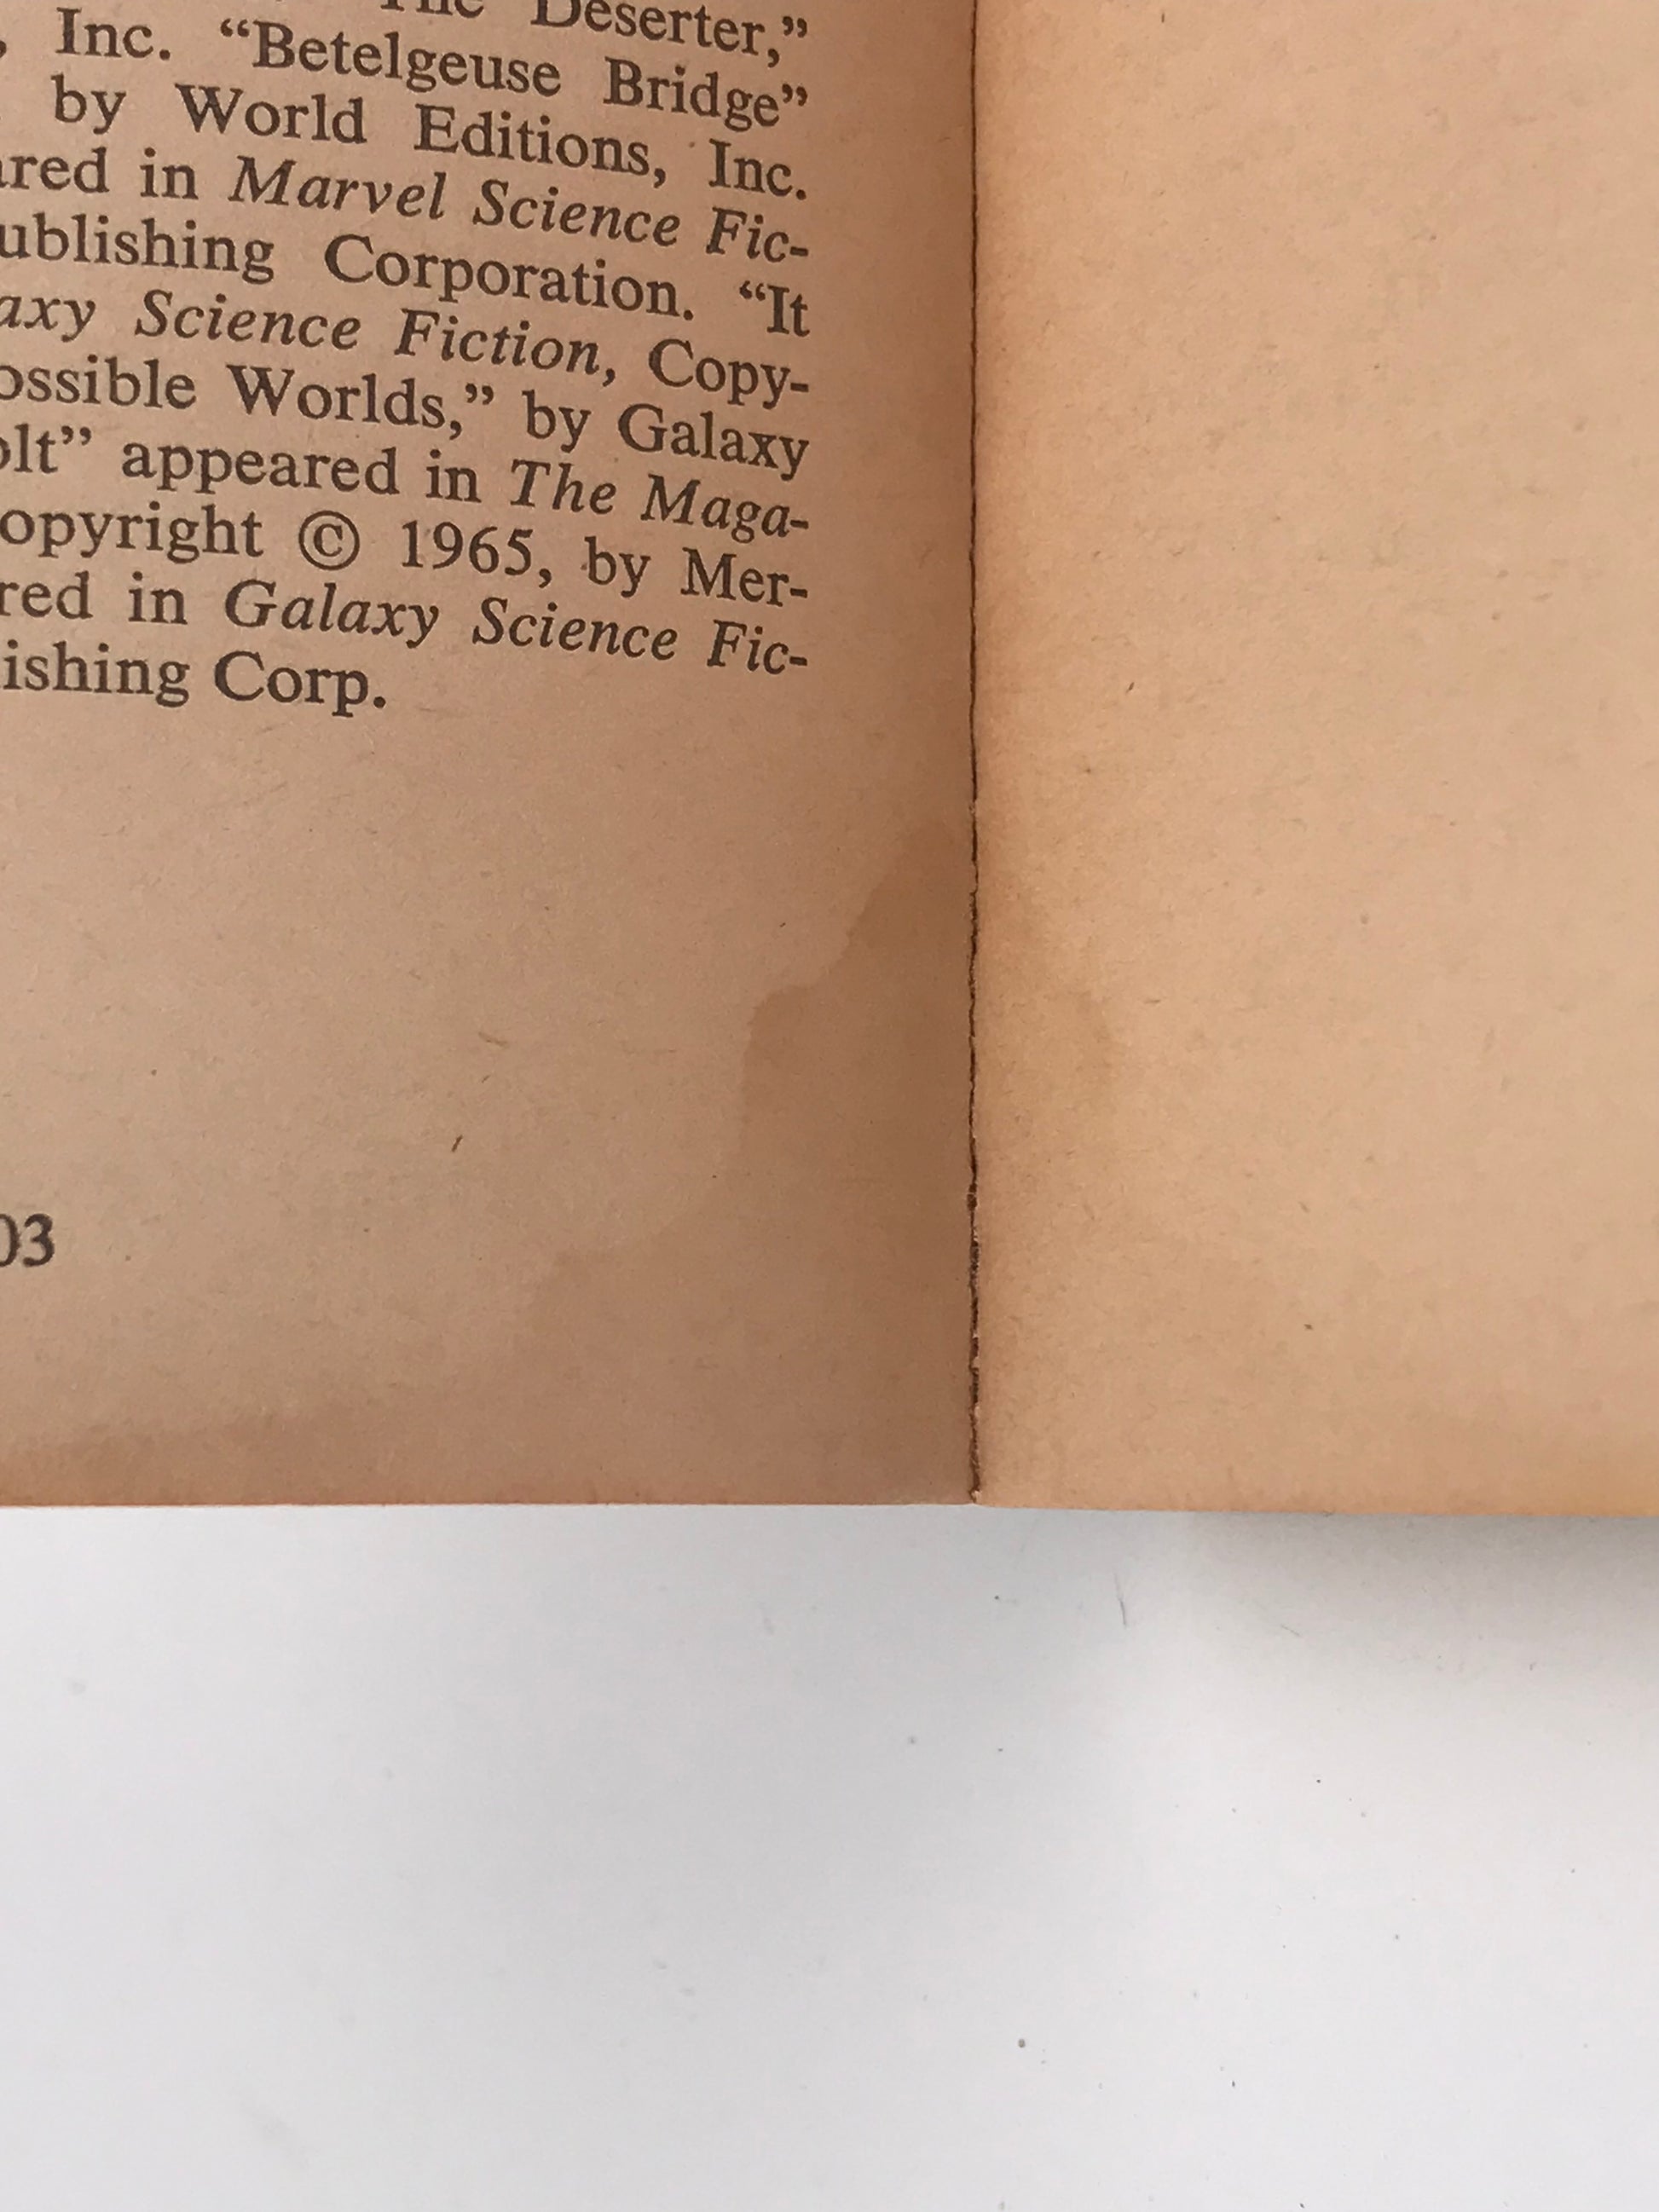 The Deserter,”
, Inc. “Betelgeuse Bridge”
by World Editions, Inc.
ared in Marvel Science Fic-
ublishing Corporation. “It
axy Science Fiction, Copy-
ossible Worlds,” by Galaxy
olt” appeared in The Maga-
opyright © 1965, by Mer-
red in Galaxy Science Fic-
ishing Corp.
03